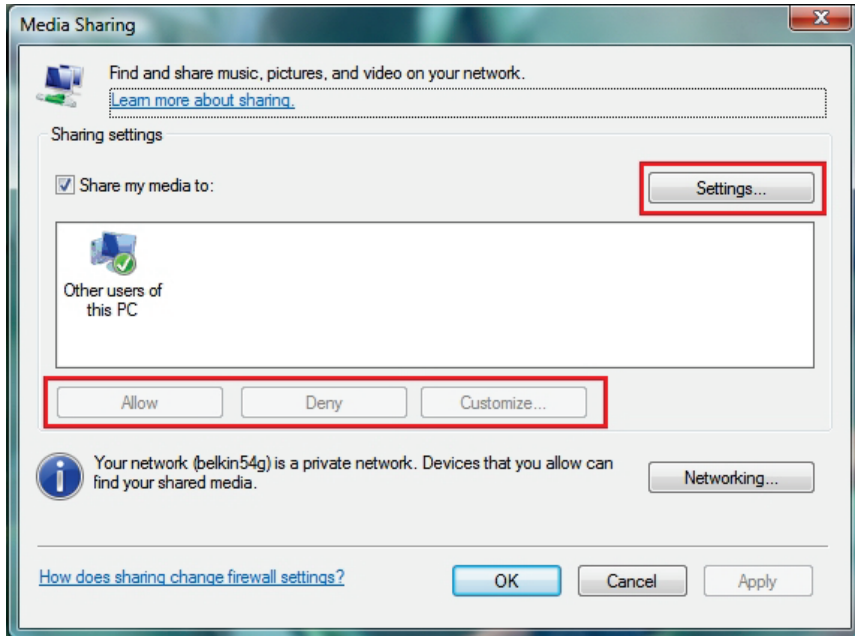 Media Sharing
Find and share music, pictures, and video on your network.
Learn more about sharing.
Sharing settings
Share my media to:
Settings...
Other users of
this PC
Allow
Deny
Customize...
Your network (belkin54g) is a private network. Devices that you allow can
find your shared media.
Networking...
How does sharing change firewall settings?
OK
Cancel
Apply